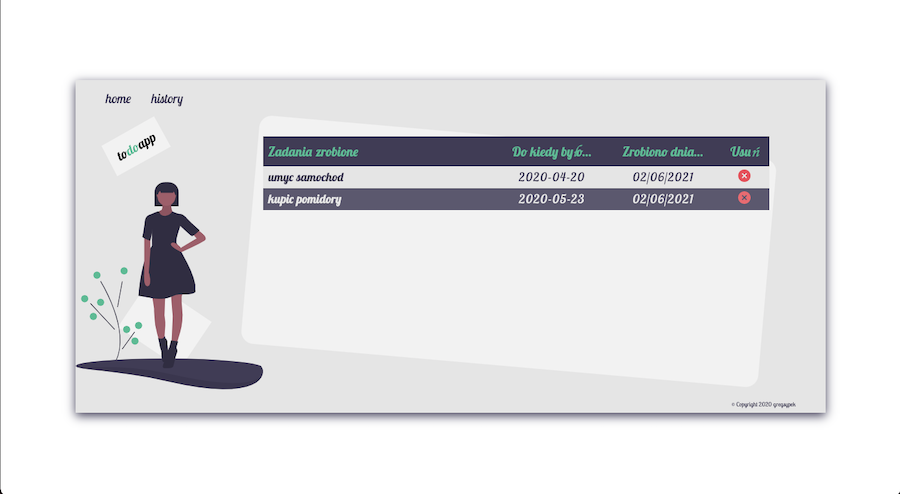 home history
todoapp
Zadania zrobione Do kiedy było... Zrobiono dnia... Usuń
umyc samochod 2020-04-20 02/06/2021
kupic pomidory 2020-05-23 02/06/2021
© Copyright 2020